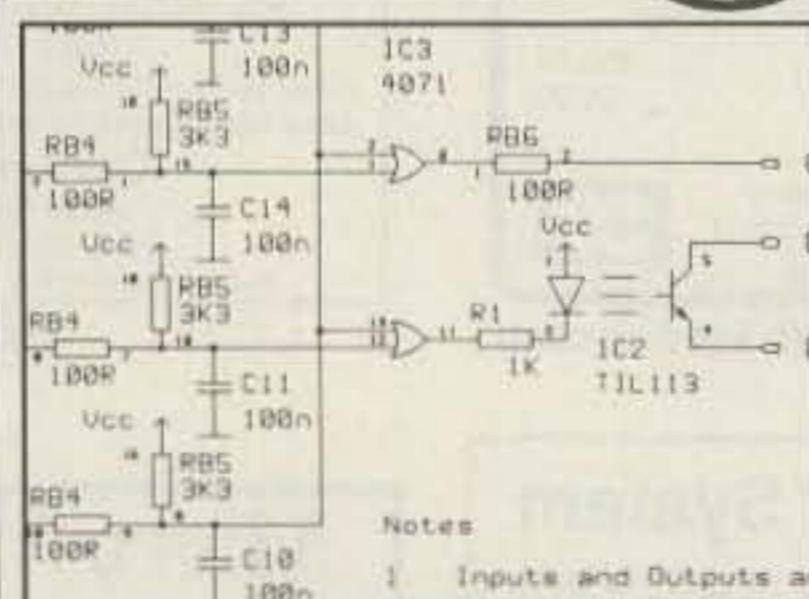 C13
IC3
Vcc
100n
4071
RB5
3K3
RB4
RB6
100R
100R
C14
Vcc
Vcc
100n
RB5
3K3
RB4
R1
11
1K
IC2
100R
C11
TIL113
Vcc
100n
RB5
3K3
RB4
Notes
100R
C10
1 Inputs and Outputs
100n